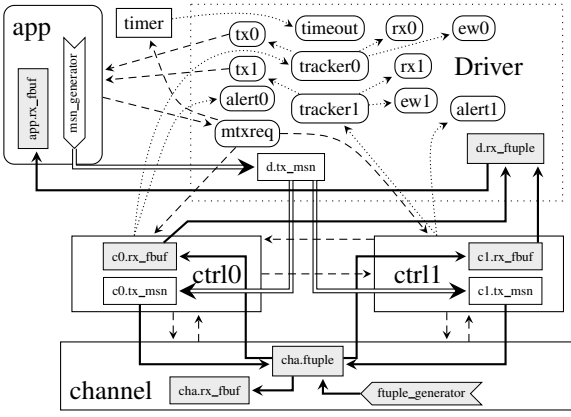 app
timer
timeout
rx0
ew0
tx0
tracker0
Driver
tx1
rx1
app.rx_fbuf
msn_generator
alert0
tracker1
ew1
alert1
mtxreq
d.rx_ftuple
d.tx_msn
c0.rx_fbuf
ctrl0
ctrl1
c1.rx_fbuf
c0.tx_msn
c1.tx_msn
cha.ftuple
channel
cha.rx_fbuf
ftuple_generator